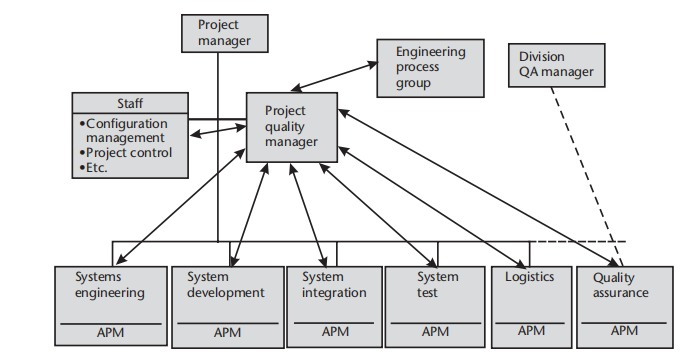 Project
manager
Engineering
process
group
Division
QA manager
Staff
•Configuration
management
•Project control
•Etc.
Project
quality
manager
Systems
engineering
APM
System
development
APM
System
integration
APM
System
test
APM
Logistics
APM
Quality
assurance
APM